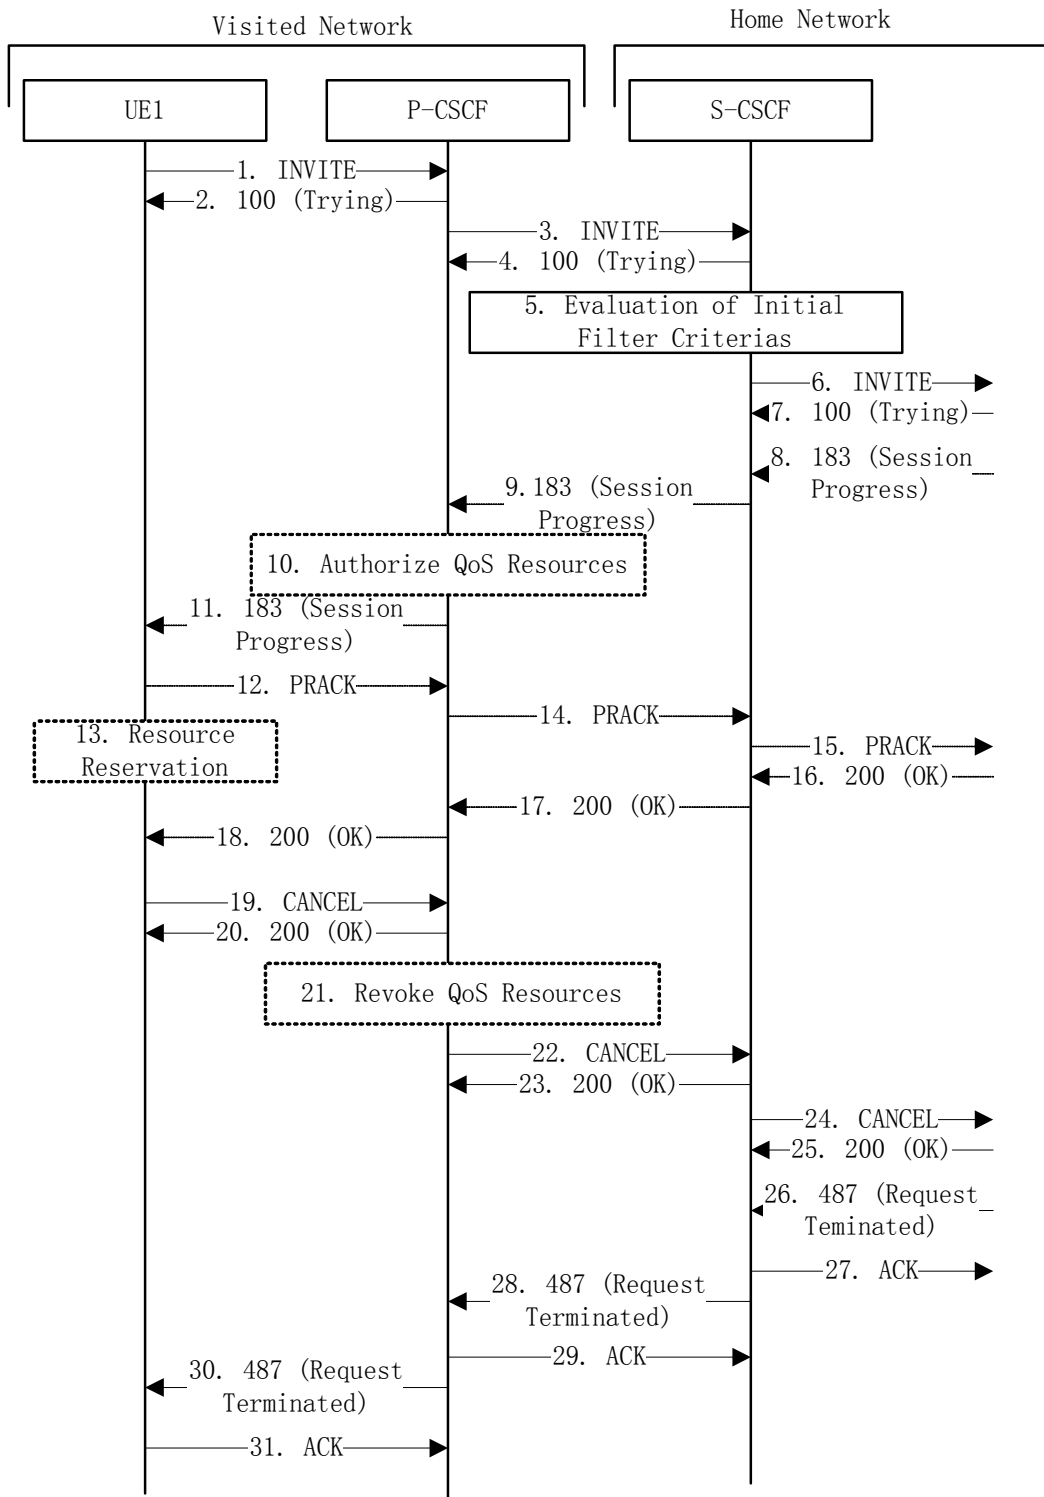 Visited Network
Home Network
UE1
P-CSCF
S-CSCF
1. INVITE
2. 100 (Trying)
3. INVITE
4. 100 (Trying)
5. Evaluation of Initial
Filter Criterias
6. INVITE
7. 100 (Trying)
8. 183 (Session
Progress)
9.183 (Session
Progress)
10. Authorize QoS Resources
11. 183 (Session
Progress)
12. PRACK
13. Resource
Reservation
14. PRACK
15. PRACK
16. 200 (OK)
17. 200 (OK)
18. 200 (OK)
19. CANCEL
20. 200 (OK)
21. Revoke QoS Resources
22. CANCEL
23. 200 (OK)
24. CANCEL
25. 200 (OK)
26. 487 (Request
Teminated)
27. ACK
28. 487 (Request
Terminated)
29. ACK
30. 487 (Request
Terminated)
31. ACK